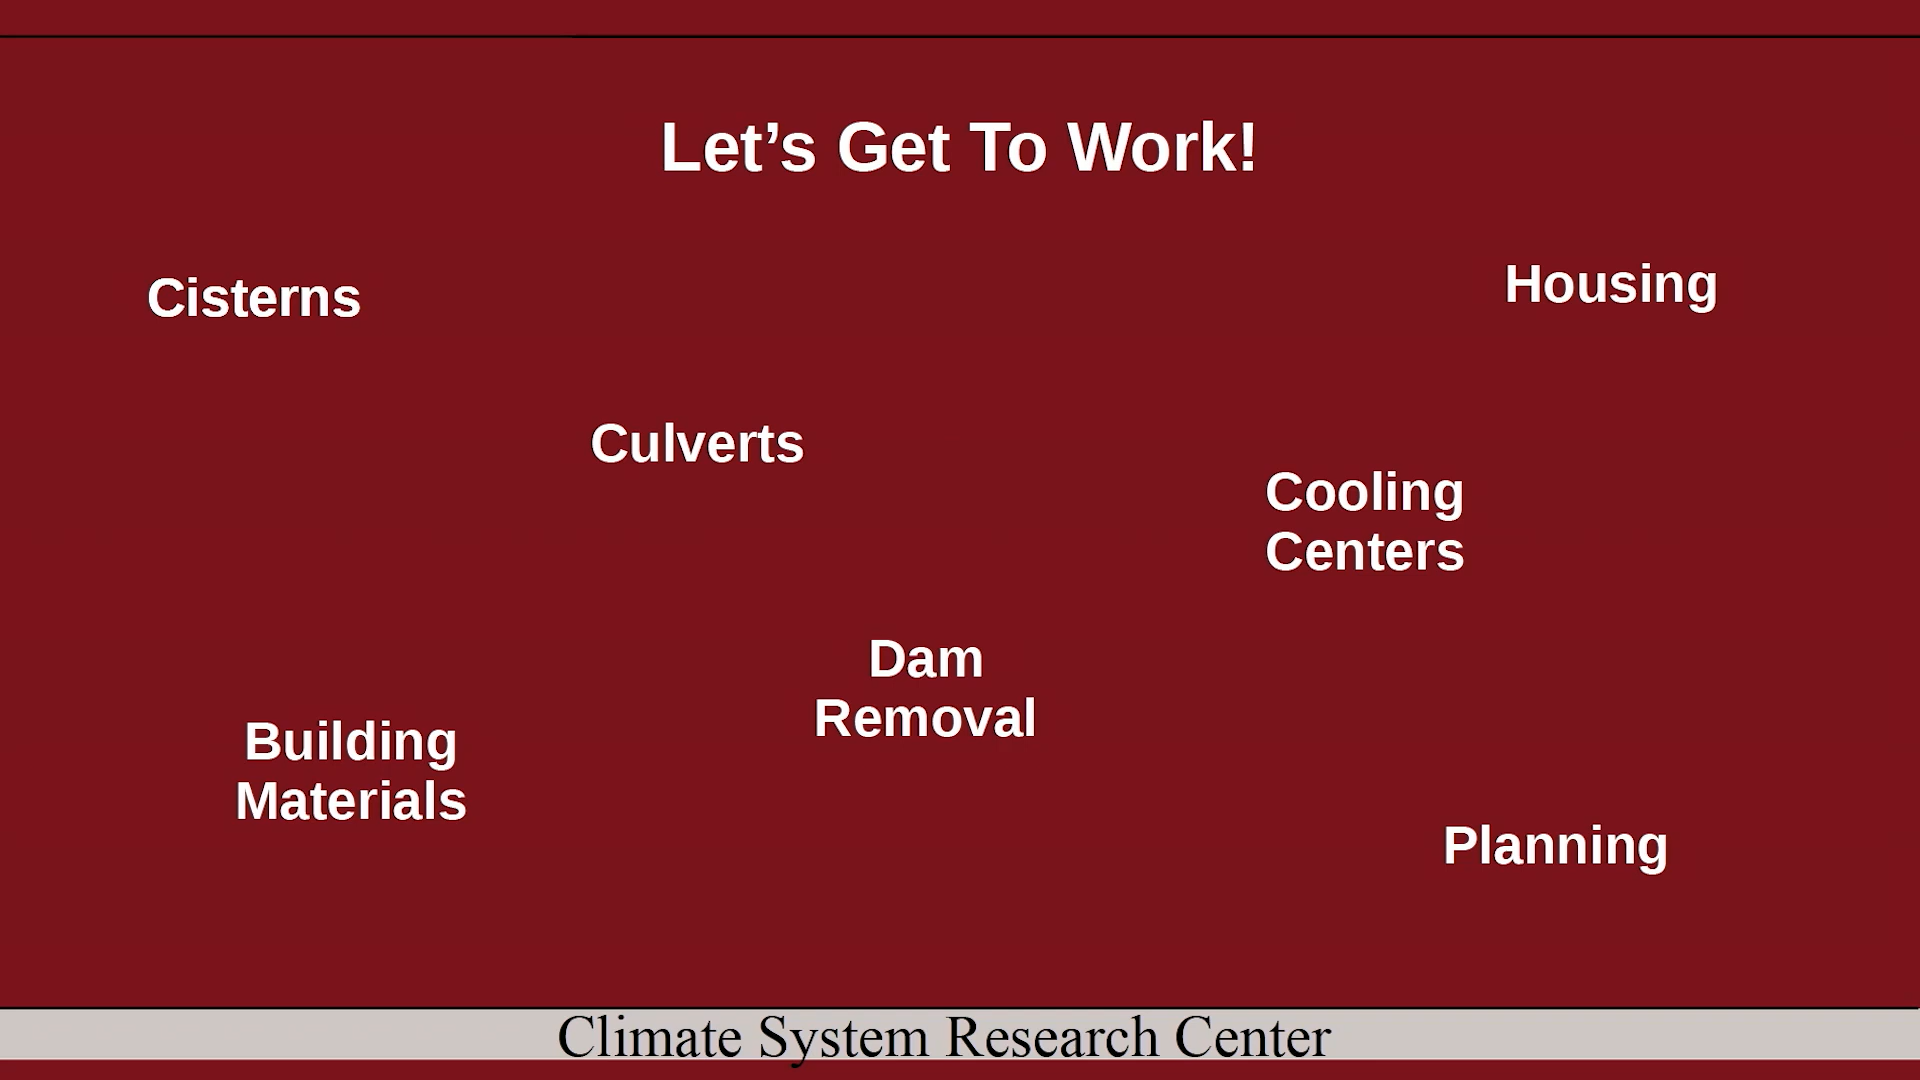 Let’s Get To Work!
Cisterns
Housing
Culverts
Cooling
Centers
Dam
Removal
Building
Materials
Planning
Climate System Research Center